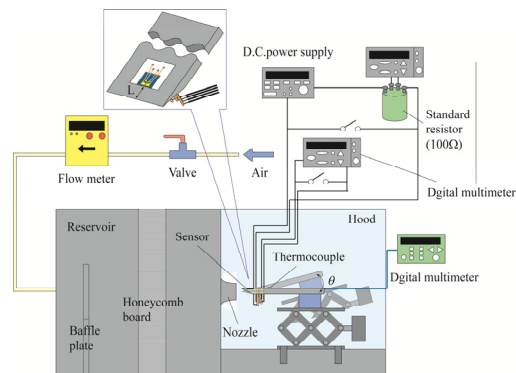 L
D.C.power supply
Standard
resistor
(100Ω)
Flow meter
Valve
Air
Dgital multimeter
Reservoir
Hood
Sensor
Thermocouple
θ
Dgital multimeter
Honeycomb
board
Nozzle
Baffle
plate